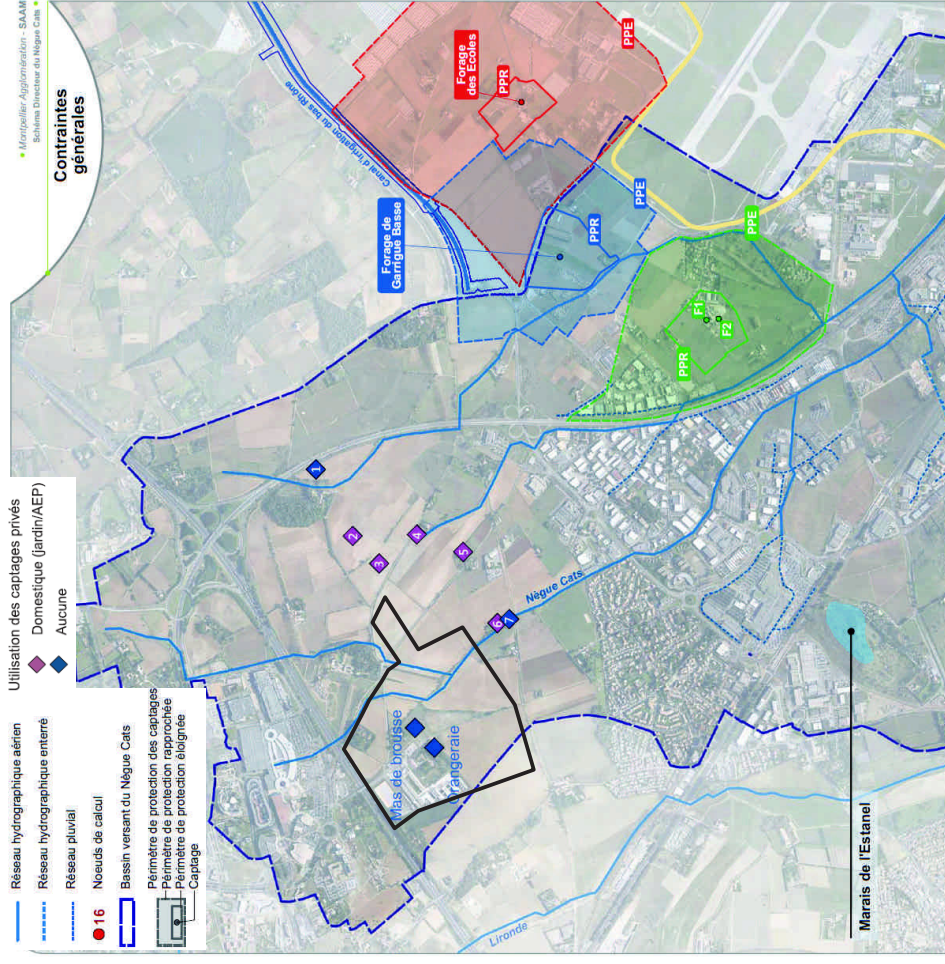 • Montpellier Agglomération - SAAM
Schéma Directeur du Nègue Cats •
Contraintes
générales
Réseau hydrographique aérien
Réseau hydrographique enterré
Réseau pluvial
16 Noeuds de calcul
Bassin versant du Nègue Cats
Périmètre de protection des captages
Périmètre de protection rapprochée
Périmètre de protection éloignée
Captage
Utilisation des captages privés
Domestique (jardin/AEP)
Aucune
Canal d'irrigation du bas Rhône
Forage
des Ecoles
PPR
PPE
Forage de
Garrigue Basse
PPR
PPE
PPR
F1
F2
PPE
1
2
3
4
5
6
7
Nègue Cats
Mas de brousse
Orangeraie
Lironde
Marais de l'Estanel